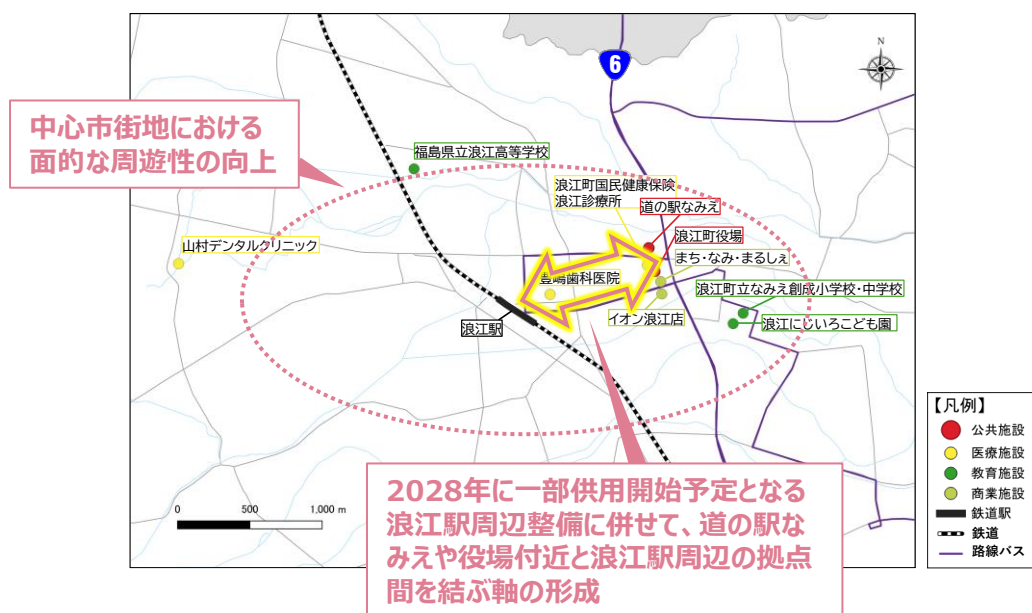 N
6
中心市街地における
面的な周遊性の向上
福島県立浪江高等学校
浪江町国民健康保険
浪江診療所
道の駅なみえ
山村デンタルクリニック
浪江町役場
まち・なみ・まるしぇ
豊嶋歯科医院
浪江町立なみえ創成小学校・中学校
イオン浪江店
浪江にじいろこども園
浪江駅
2028年に一部供用開始予定となる
浪江駅周辺整備に併せて、道の駅な
みえや役場付近と浪江駅周辺の拠点
間を結ぶ軸の形成
0 500 1,000 m
【凡例】
公共施設
医療施設
教育施設
商業施設
鉄道駅
鉄道
路線バス